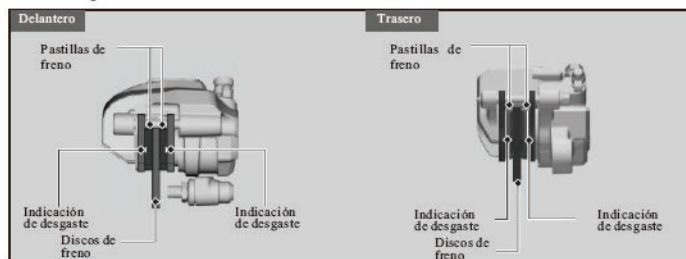 Delantero
Pastillas de
freno
Indicación
de desgaste
Indicación
de desgaste
Discos de
freno
Trasero
Pastillas de
freno
Indicación
de desgaste
Indicación
de desgaste
Discos de
freno